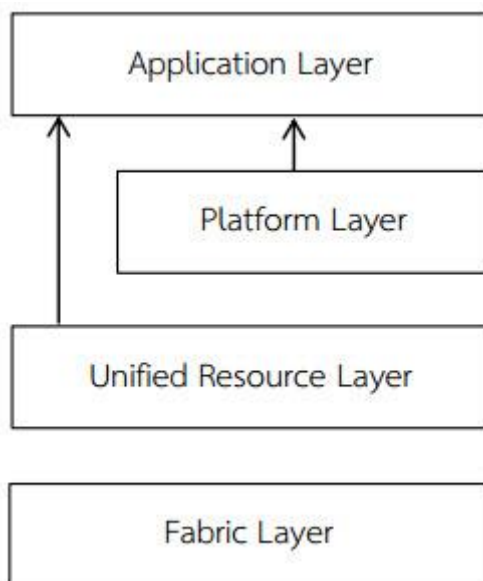 Application Layer
Platform Layer
Unified Resource Layer
Fabric Layer